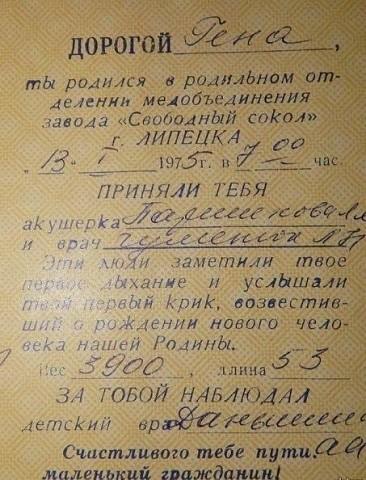 ДОРОГОЙ Гена,
ты родился в родильном от-
делении медобъединения
завода «Свободный сокол»
г. ЛИПЕЦКА
"13" I 1975г. в 7 00 час.
ПРИНЯЛИ ТЕБЯ
акушерка
и врач
Эти люди заметили твое
первое дыхание и услышали
твой первый крик, возвестив-
ший о рождении нового чело-
века нашей Родины.
Вес 3900, длина 53
ЗА ТОБОЙ НАБЛЮДАЛ
детский врач
Счастливого тебе пути,
маленький гражданин!